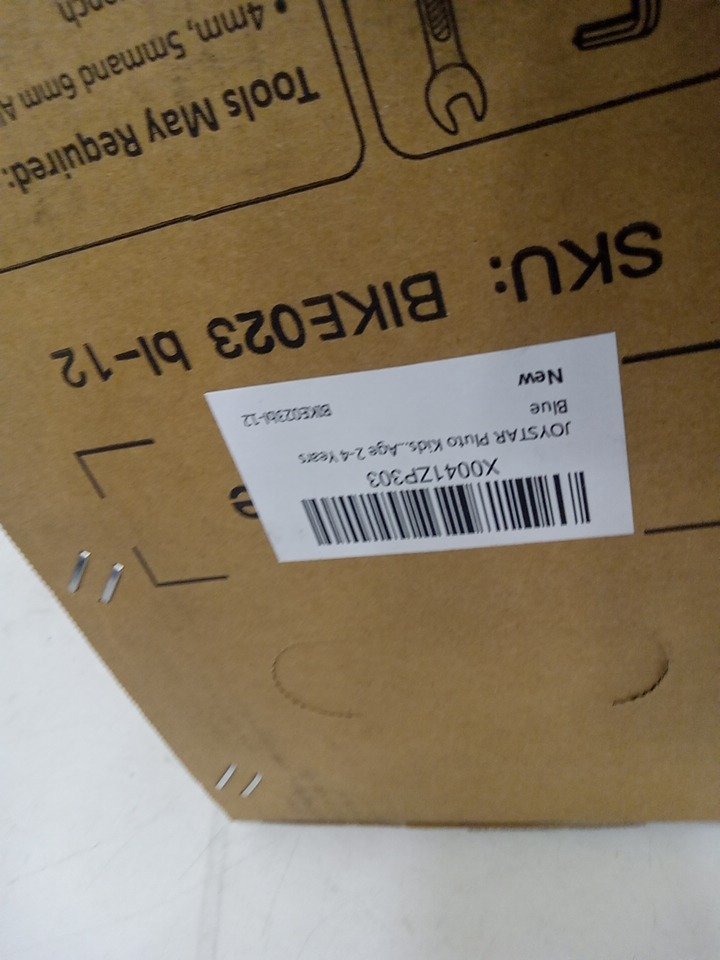 X0041ZP303
JOYSTAR Pluto Kids...Age 2-4 Years
Blue
New BIKE023bl-12
SKU: BIKE023 bl-12
Tools May Required:
• 4mm, 5mmand 6mm